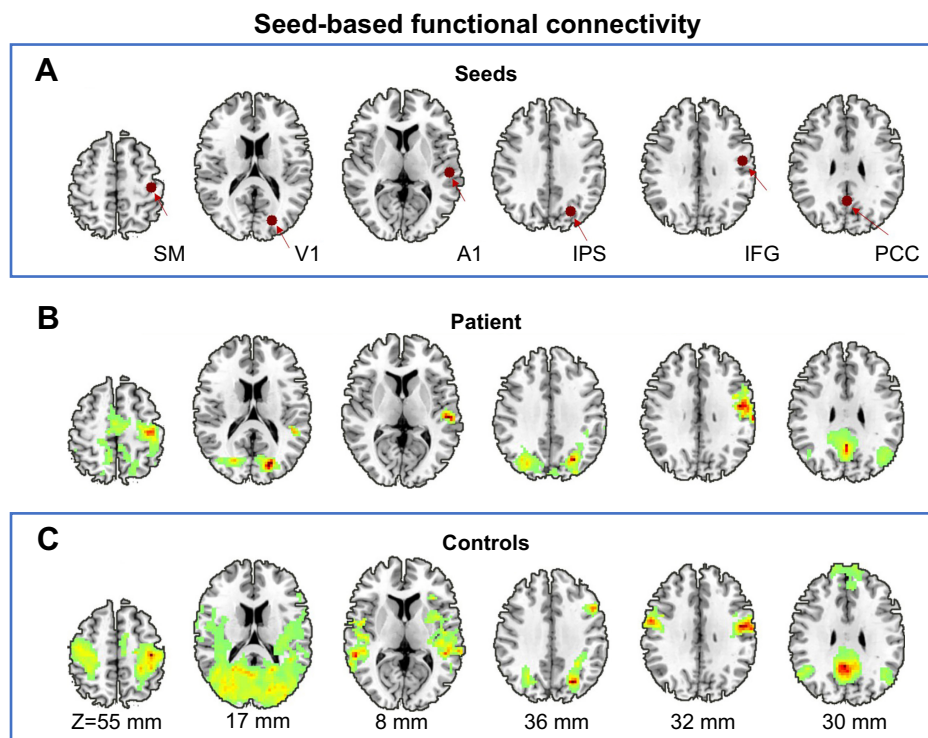 Seed-based functional connectivity
A
Seeds
SM V1 A1 IPS IFG PCC
B
Patient
C
Controls
Z=55 mm 17 mm 8 mm 36 mm 32 mm 30 mm